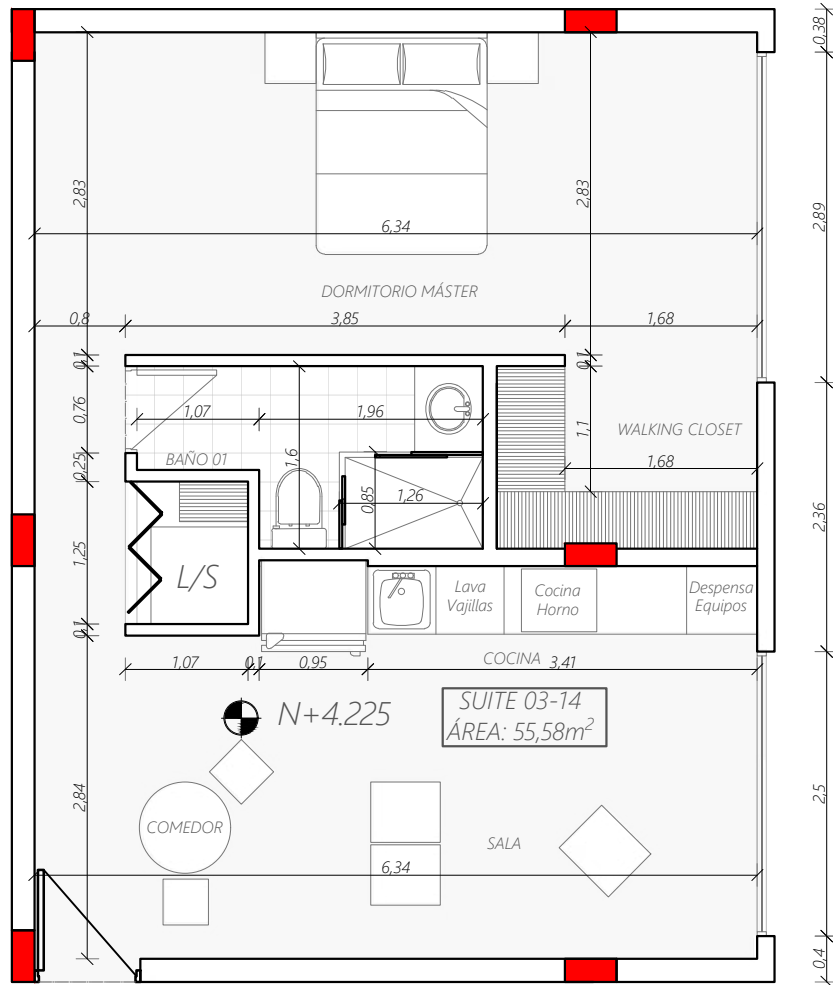 0,38
2,83
2,83
2,89
6,34
DORMITORIO MÁSTER
0,8
3,85
1,68
0,1
0,1
0,76
1,07
1,96
1,1
WALKING CLOSET
BAÑO 01
1,6
1,68
0,25
0,85
1,26
2,36
1,25
L/S
Lava
Vajillas
Cocina
Horno
Despensa
Equipos
0,1
1,07
0,1
0,95
COCINA
3,41
N+4.225
SUITE 03-14
ÁREA: 55,58m²
2,84
2,5
COMEDOR
SALA
6,34
0,4